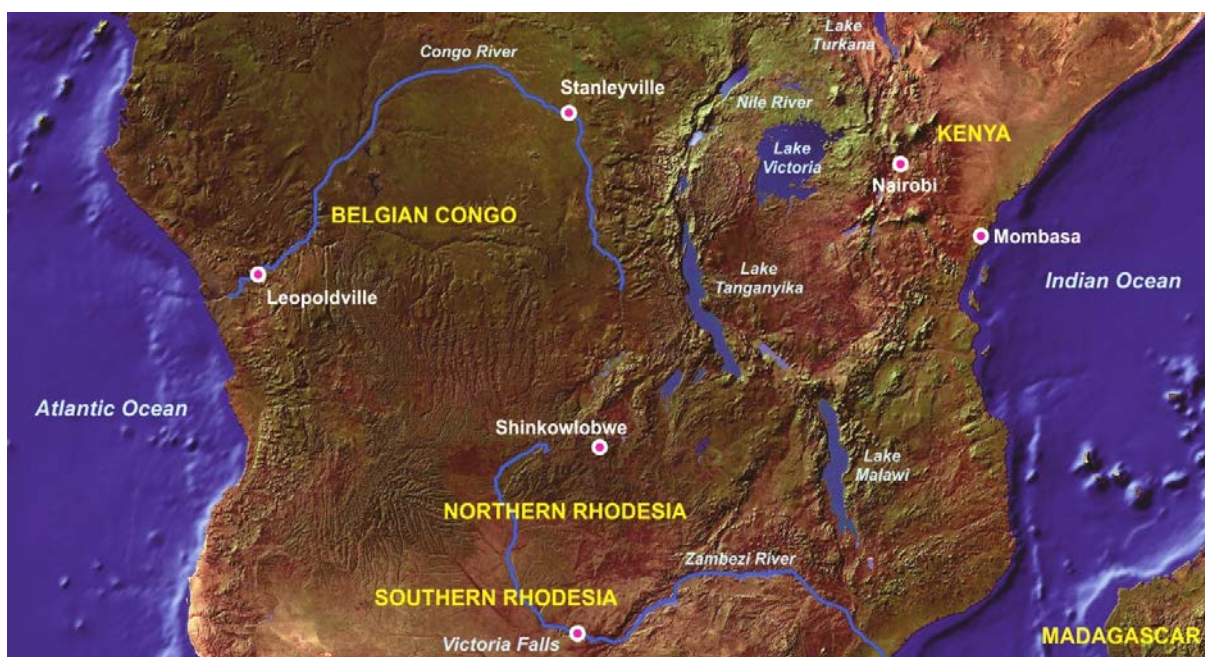 Lake
Turkana
Congo River
Stanleyville
Nile River
KENYA
Lake
Victoria
Nairobi
BELGIAN CONGO
Mombasa
Lake
Tanganyika
Indian Ocean
Leopoldville
Atlantic Ocean
Shinkowlobwe
Lake
Malawi
NORTHERN RHODESIA
Zambezi River
SOUTHERN RHODESIA
Victoria Falls
MADAGASCAR